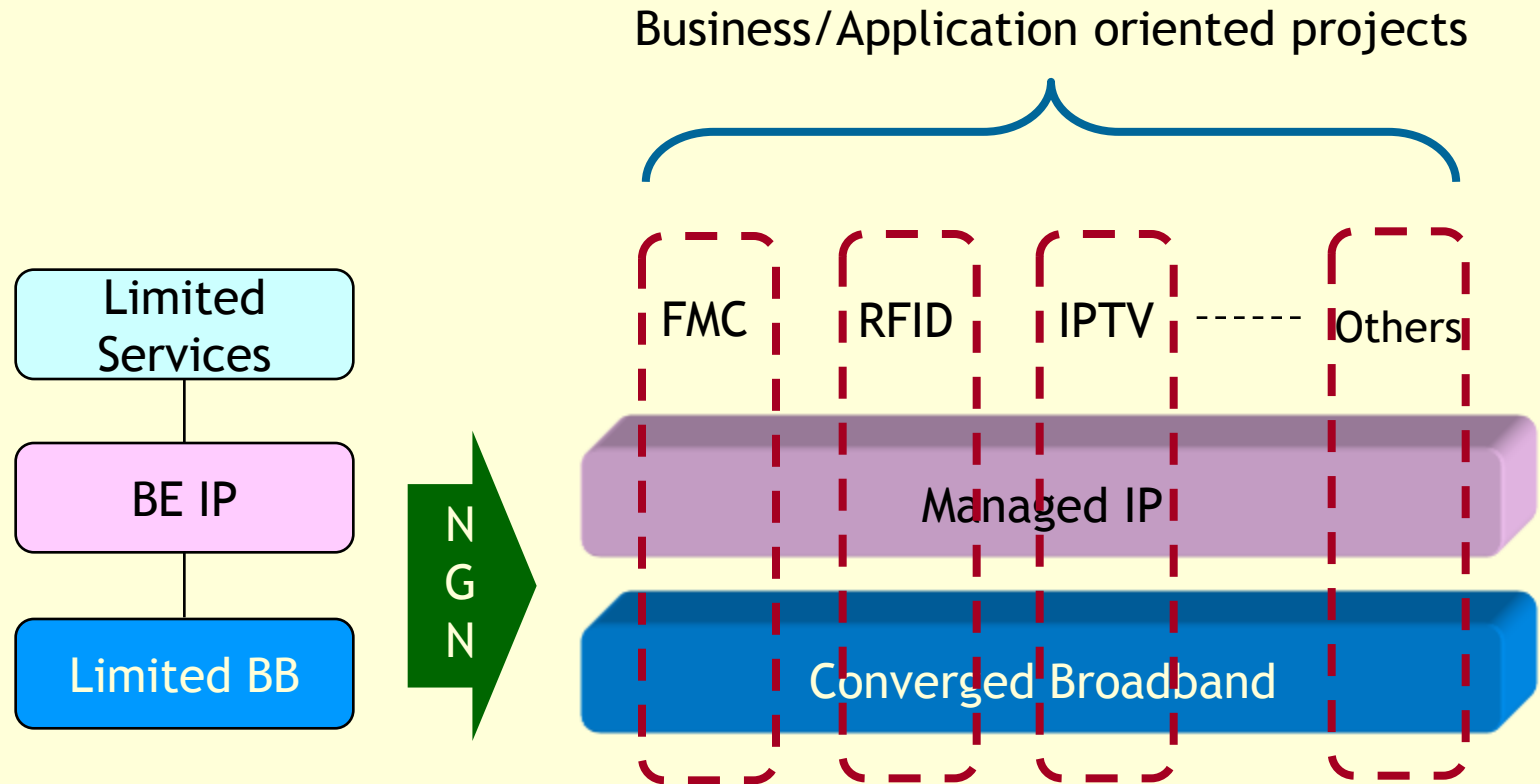 Business/Application oriented projects
Limited
Services
BE IP
Limited BB
N
G
N
FMC
RFID
IPTV
------
Others
Managed IP
Converged Broadband